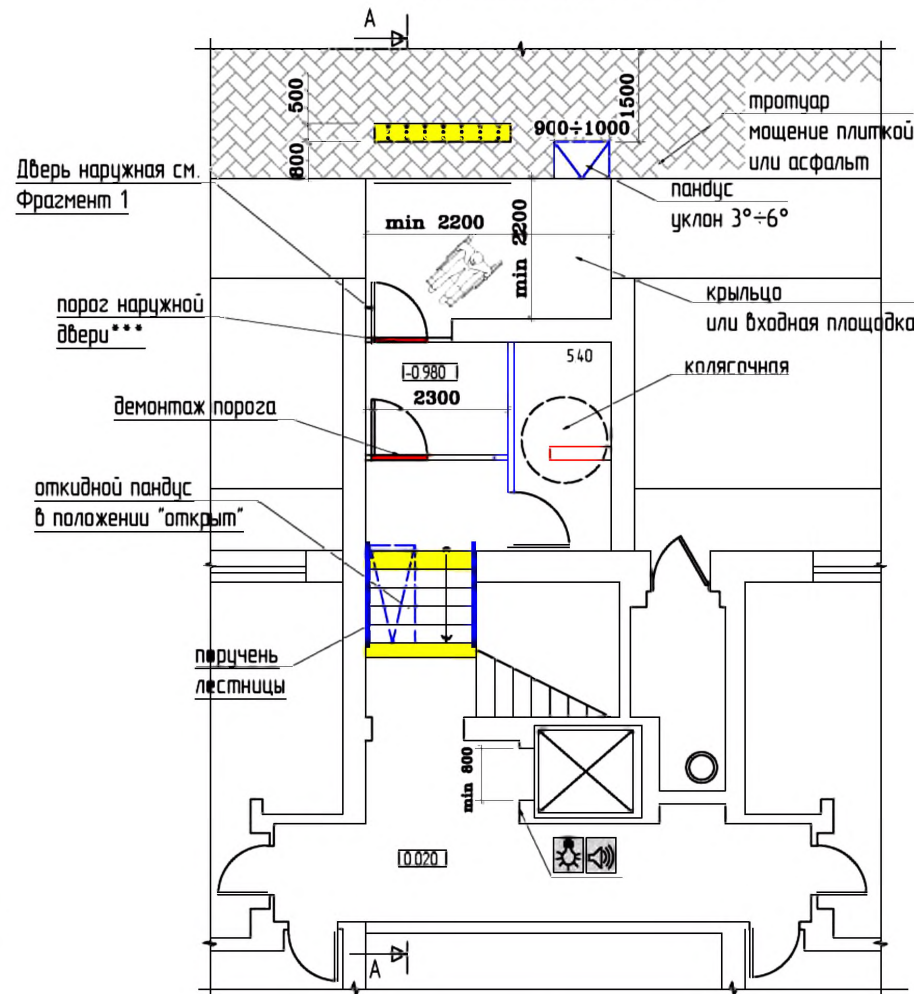 А
500
800
900÷1000
1500
тротуар
мощение плиткой
или асфальт
Дверь наружная см.
Фрагмент 1
пандус
уклон 3°÷6°
min 2200
min 2200
порог наружной
двери***
крыльцо
или входная площадка
540
-0.980
2300
колясочная
демонтаж порога
откидной пандус
в положении "открыт"
поручень
лестницы
min 800
0.020
А